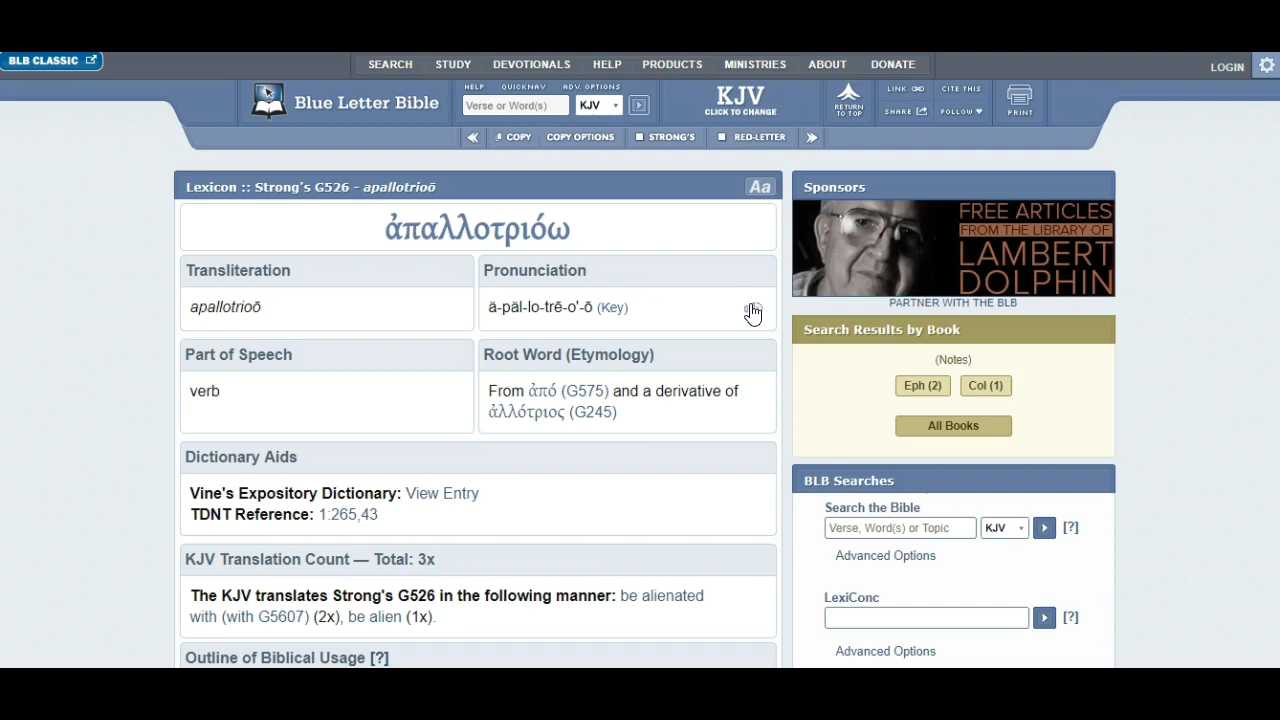 BLB CLASSIC
SEARCH STUDY DEVOTIONALS HELP PRODUCTS MINISTRIES ABOUT DONATE
LOGIN
Blue Letter Bible
HELP QUICKNAV ADV. OPTIONS
Verse or Word(s) KJV
KJV
CLICK TO CHANGE
RETURN
TO TOP
LINK CITE THIS
SHARE FOLLOW
PRINT
COPY COPY OPTIONS STRONG'S RED-LETTER
Lexicon :: Strong's G526 - apallotrioō
Aa
ἀπαλλοτριόω
Transliteration
apallotrioō
Pronunciation
ä-päl-lo-trē-o'-ō (Key)
Part of Speech
verb
Root Word (Etymology)
From ἀπό (G575) and a derivative of
ἀλλότριος (G245)
Dictionary Aids
Vine's Expository Dictionary: View Entry
TDNT Reference: 1:265,43
KJV Translation Count — Total: 3x
The KJV translates Strong's G526 in the following manner: be alienated
with (with G5607) (2x), be alien (1x).
Outline of Biblical Usage [?]
Sponsors
FREE ARTICLES
FROM THE LIBRARY OF
LAMBERT
DOLPHIN
PARTNER WITH THE BLB
Search Results by Book
(Notes)
Eph (2) Col (1)
All Books
BLB Searches
Search the Bible
Verse, Word(s) or Topic KJV [?]
Advanced Options
LexiConc
[?]
Advanced Options